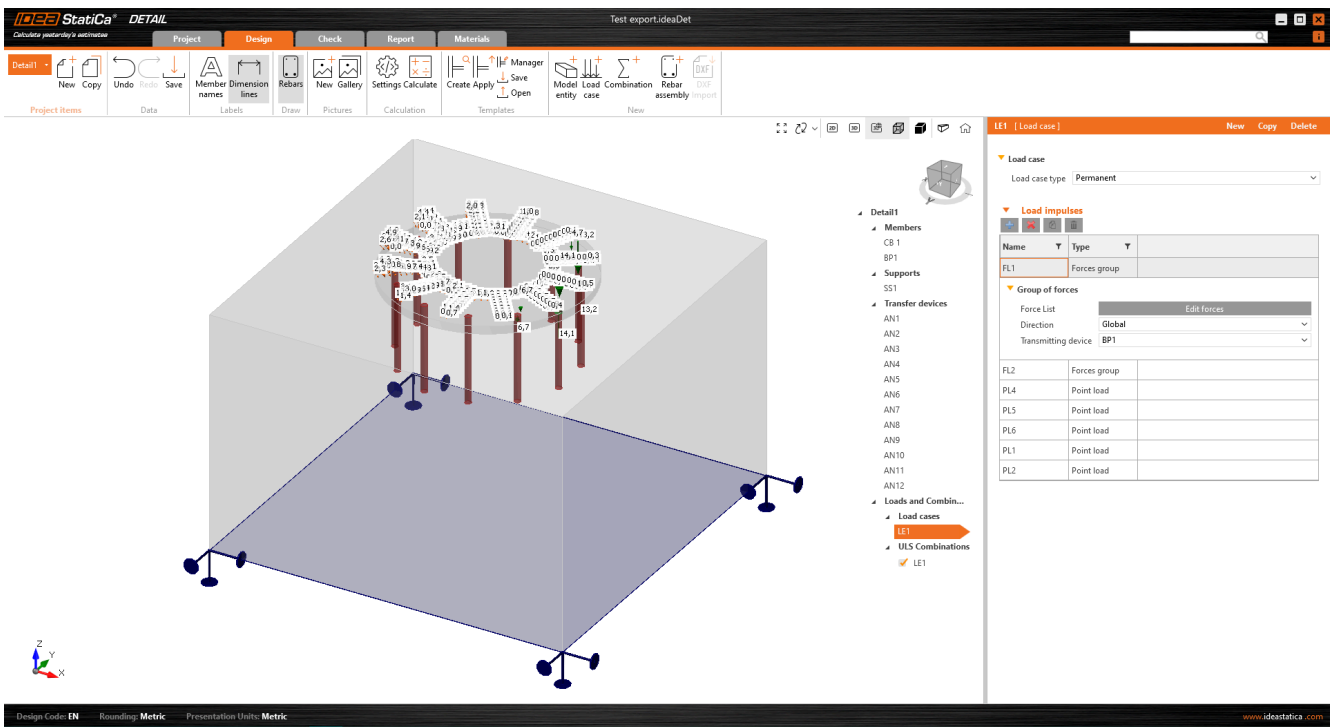 IDEA StatiCa® DETAIL
Calculate yesterday's estimates
Test export.ideaDet
Project Design Check Report Materials
Detail1
New Copy Undo Redo Save Member names Dimension lines Rebars New Gallery Settings Calculate Create Apply Manager Save Open Model entity Load case Combination Rebar assembly DXF Import
Project items Data Labels Draw Pictures Calculation Templates New
LE1 [Load case] New Copy Delete
Load case
Load case type Permanent
Load impulses
Name Type
FL1 Forces group
Group of forces
Force List Edit forces
Direction Global
Transmitting device BP1
FL2 Forces group
PL4 Point load
PL5 Point load
PL6 Point load
PL1 Point load
PL2 Point load
Detail1
Members
CB 1
BP1
Supports
SS1
Transfer devices
AN1
AN2
AN3
AN4
AN5
AN6
AN7
AN8
AN9
AN10
AN11
AN12
Loads and Combin...
Load cases
LE1
ULS Combinations
LE1
13,2
6,7
14,1
Z
Y
X
Design Code: EN Rounding: Metric Presentation Units: Metric
www.ideastatica.com